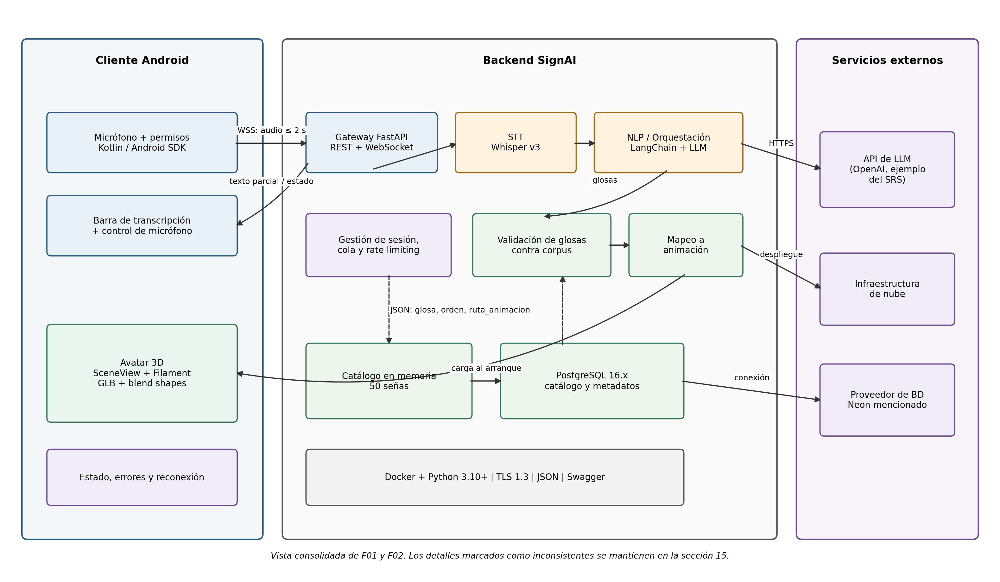 Cliente Android
Backend SignAI
Servicios externos
Micrófono + permisos
Kotlin / Android SDK
WSS: audio ≤ 2 s
Gateway FastAPI
REST + WebSocket
STT
Whisper v3
NLP / Orquestación
LangChain + LLM
HTTPS
API de LLM
(OpenAI, ejemplo
del SRS)
texto parcial / estado
glosas
Barra de transcripción
+ control de micrófono
Gestión de sesión,
cola y rate limiting
Validación de glosas
contra corpus
Mapeo a
animación
despliegue
Infraestructura
de nube
JSON: glosa, orden, ruta_animacion
Avatar 3D
SceneView + Filament
GLB + blend shapes
Catálogo en memoria
50 señas
carga al arranque
PostgreSQL 16.x
catálogo y metadatos
conexión
Proveedor de BD
Neon mencionado
Estado, errores y reconexión
Docker + Python 3.10+ | TLS 1.3 | JSON | Swagger
Vista consolidada de F01 y F02. Los detalles marcados como inconsistentes se mantienen en la sección 15.